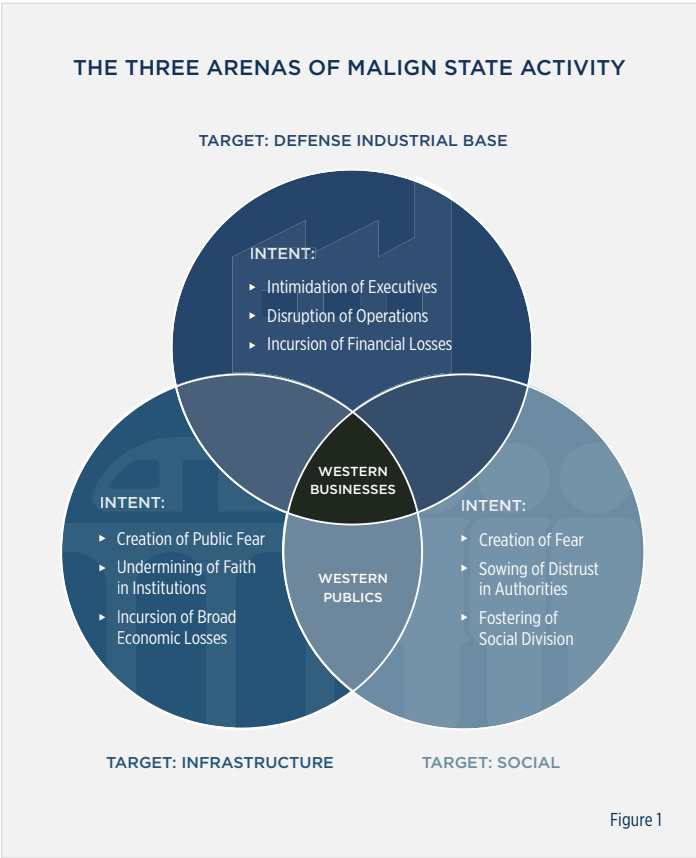 THE THREE ARENAS OF MALIGN STATE ACTIVITY
TARGET: DEFENSE INDUSTRIAL BASE
INTENT:
Intimidation of Executives
Disruption of Operations
Incursion of Financial Losses
WESTERN
BUSINESSES
INTENT:
Creation of Public Fear
Undermining of Faith
in Institutions
Incursion of Broad
Economic Losses
WESTERN
PUBLICS
INTENT:
Creation of Fear
Sowing of Distrust
in Authorities
Fostering of
Social Division
TARGET: INFRASTRUCTURE
TARGET: SOCIAL
Figure 1